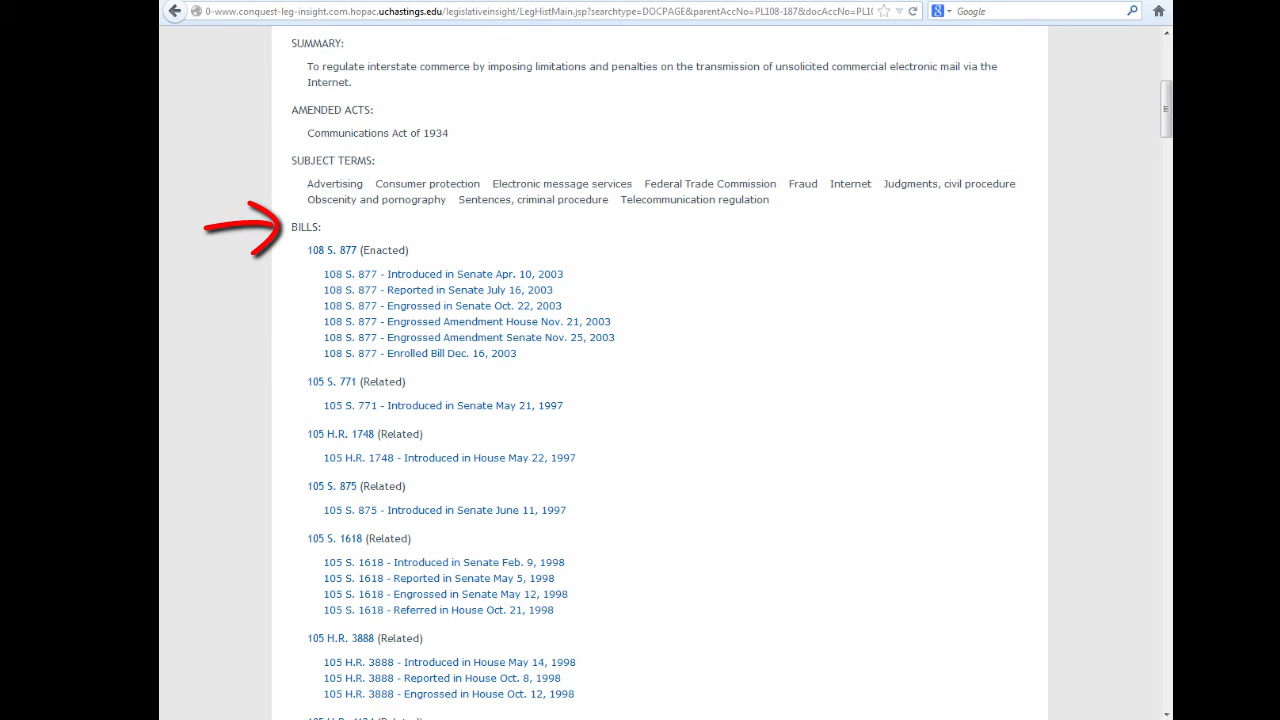 0-www.conquest-leg-insight.com.hopac.uchastings.edu/legislativeinsight/LegHistMain.jsp?searchtype=DOCPAGE&parentAccNo=PL108-187&docAccNo=PL10
Google
SUMMARY:
To regulate interstate commerce by imposing limitations and penalties on the transmission of unsolicited commercial electronic mail via the
Internet.
AMENDED ACTS:
Communications Act of 1934
SUBJECT TERMS:
Advertising Consumer protection Electronic message services Federal Trade Commission Fraud Internet Judgments, civil procedure
Obscenity and pornography Sentences, criminal procedure Telecommunication regulation
BILLS:
108 S. 877 (Enacted)
108 S. 877 - Introduced in Senate Apr. 10, 2003
108 S. 877 - Reported in Senate July 16, 2003
108 S. 877 - Engrossed in Senate Oct. 22, 2003
108 S. 877 - Engrossed Amendment House Nov. 21, 2003
108 S. 877 - Engrossed Amendment Senate Nov. 25, 2003
108 S. 877 - Enrolled Bill Dec. 16, 2003
105 S. 771 (Related)
105 S. 771 - Introduced in Senate May 21, 1997
105 H.R. 1748 (Related)
105 H.R. 1748 - Introduced in House May 22, 1997
105 S. 875 (Related)
105 S. 875 - Introduced in Senate June 11, 1997
105 S. 1618 (Related)
105 S. 1618 - Introduced in Senate Feb. 9, 1998
105 S. 1618 - Reported in Senate May 5, 1998
105 S. 1618 - Engrossed in Senate May 12, 1998
105 S. 1618 - Referred in House Oct. 21, 1998
105 H.R. 3888 (Related)
105 H.R. 3888 - Introduced in House May 14, 1998
105 H.R. 3888 - Reported in House Oct. 8, 1998
105 H.R. 3888 - Engrossed in House Oct. 12, 1998